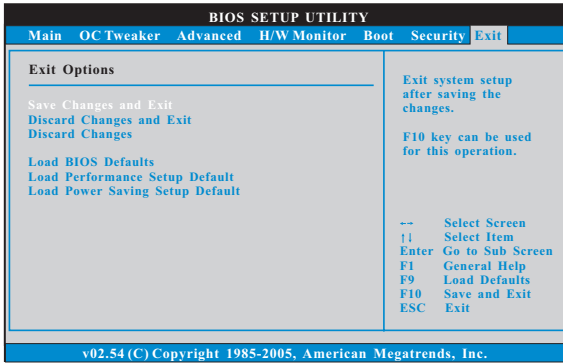 BIOS SETUP UTILITY
Main OC Tweaker Advanced H/W Monitor Boot Security Exit
Exit Options
Save Changes and Exit
Discard Changes and Exit
Discard Changes
Load BIOS Defaults
Load Performance Setup Default
Load Power Saving Setup Default
Exit system setup
after saving the
changes.
F10 key can be used
for this operation.
←→ Select Screen
↑↓ Select Item
Enter Go to Sub Screen
F1 General Help
F9 Load Defaults
F10 Save and Exit
ESC Exit
v02.54 (C) Copyright 1985-2005, American Megatrends, Inc.